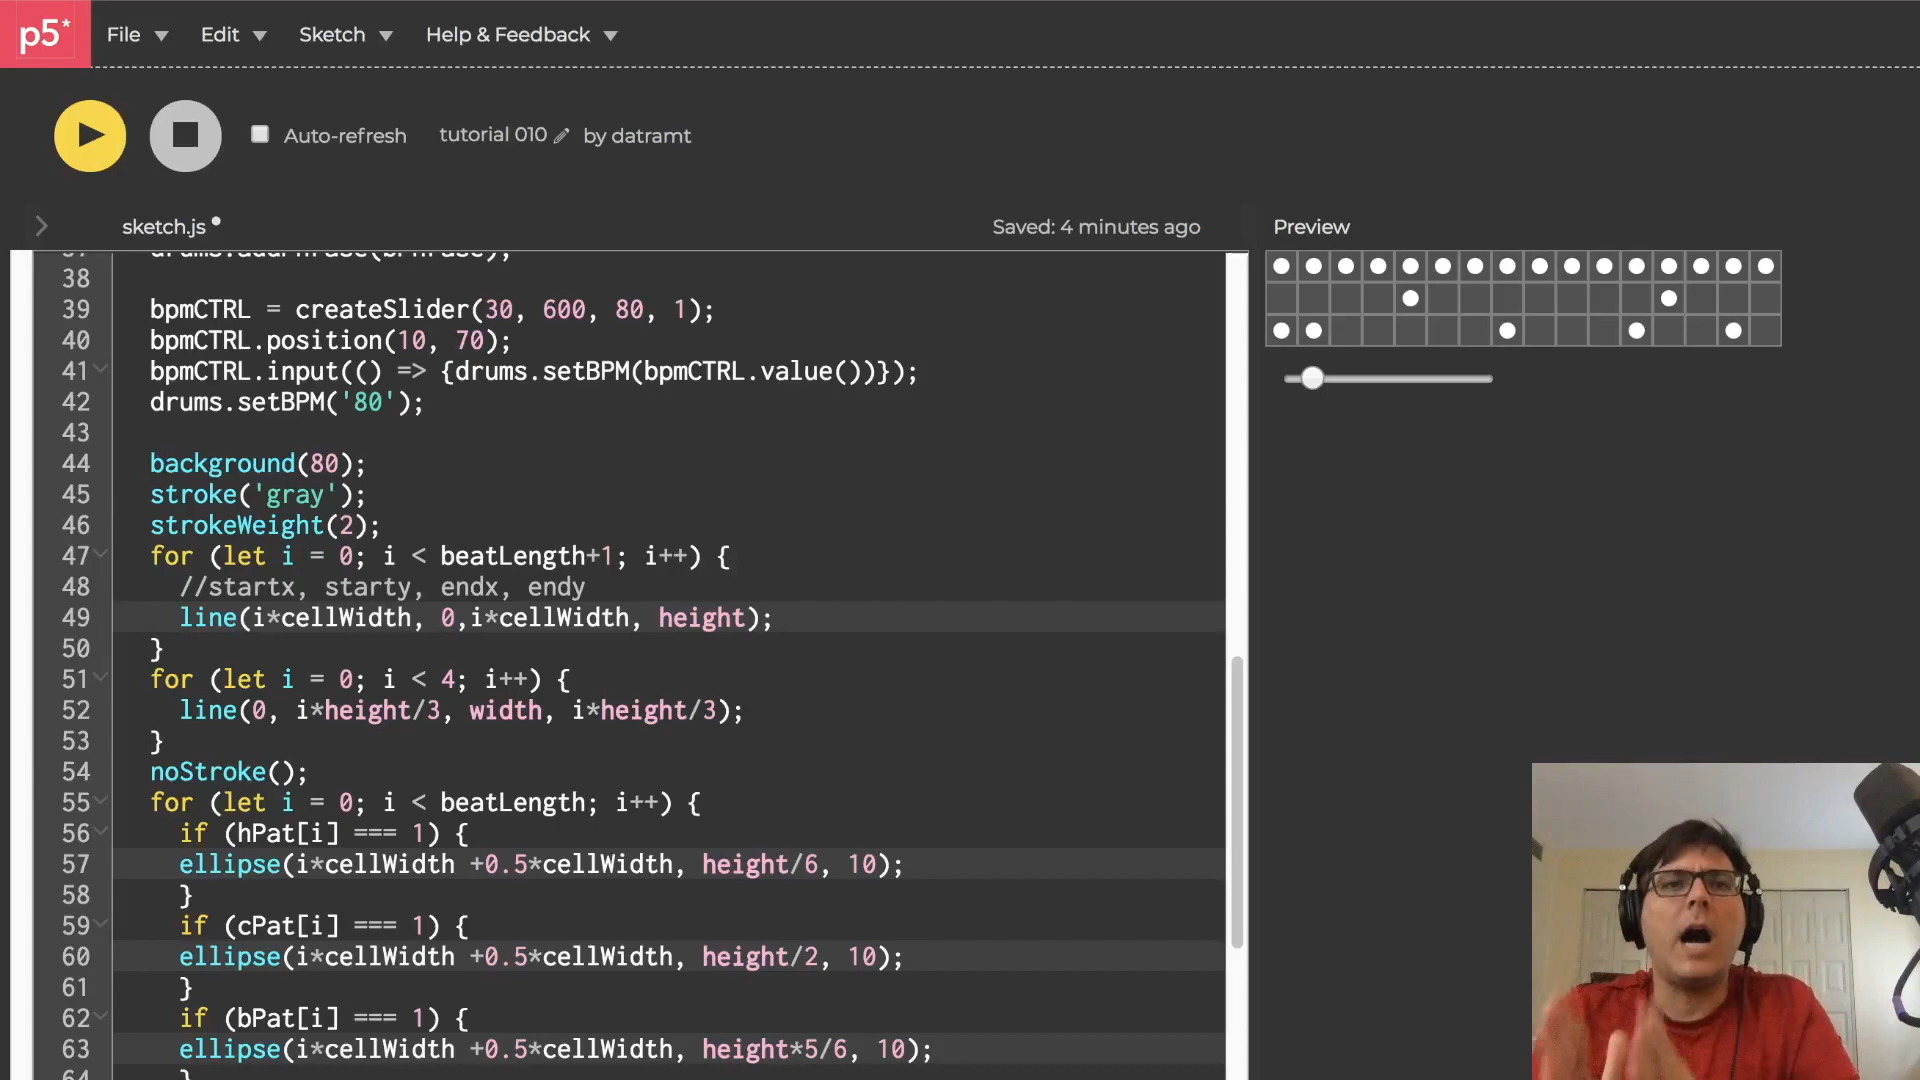 p5*
File Edit Sketch Help & Feedback
Auto-refresh tutorial 010 by datramt
sketch.js Saved: 4 minutes ago Preview
37 drums.addPhrase(bPhrase);
38
39 bpmCTRL = createSlider(30, 600, 80, 1);
40 bpmCTRL.position(10, 70);
41 bpmCTRL.input(() => {drums.setBPM(bpmCTRL.value())});
42 drums.setBPM('80');
43
44 background(80);
45 stroke('gray');
46 strokeWeight(2);
47 for (let i = 0; i < beatLength+1; i++) {
48 //startx, starty, endx, endy
49 line(i*cellWidth, 0,i*cellWidth, height);
50 }
51 for (let i = 0; i < 4; i++) {
52 line(0, i*height/3, width, i*height/3);
53 }
54 noStroke();
55 for (let i = 0; i < beatLength; i++) {
56 if (hPat[i] === 1) {
57 ellipse(i*cellWidth +0.5*cellWidth, height/6, 10);
58 }
59 if (cPat[i] === 1) {
60 ellipse(i*cellWidth +0.5*cellWidth, height/2, 10);
61 }
62 if (bPat[i] === 1) {
63 ellipse(i*cellWidth +0.5*cellWidth, height*5/6, 10);
64 }